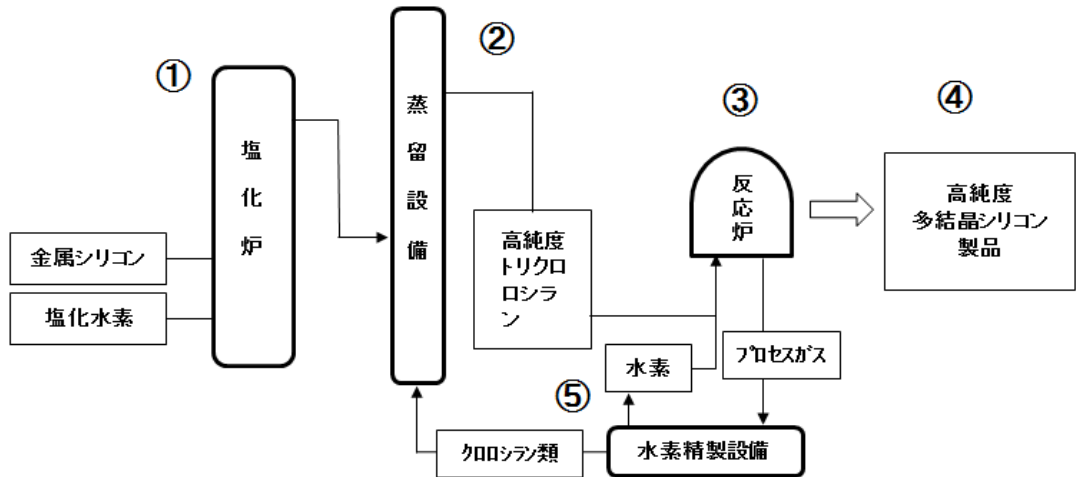 ①
塩化炉
金属シリコン
塩化水素
②
蒸留設備
高純度
トリクロ
ロシラ
ン
③
反応炉
④
高純度
多結晶シリコン
製品
水素
プロセスガス
⑤
クロロシラン類
水素精製設備